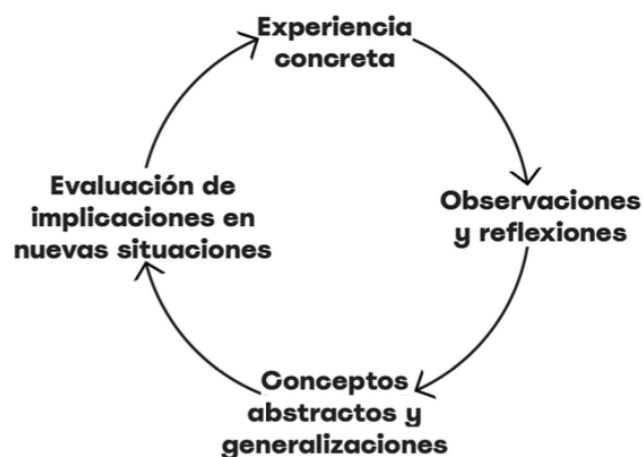 Experiencia
concreta
Observaciones
y reflexiones
Conceptos
abstractos y
generalizaciones
Evaluación de
implicaciones en
nuevas situaciones